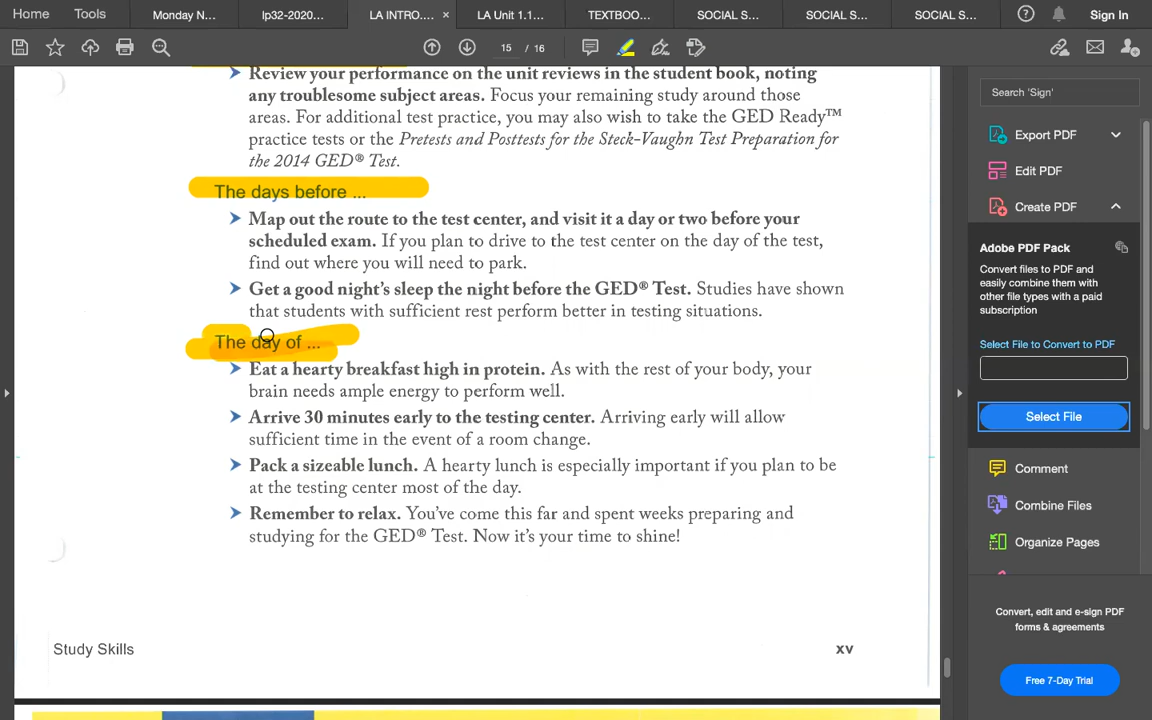 Home Tools Monday N... lp32-2020... LA INTRO.... × LA Unit 1.1... TEXTBOO... SOCIAL S... SOCIAL S... SOCIAL S... Sign In
15 / 16
Review your performance on the unit reviews in the student book, noting
any troublesome subject areas. Focus your remaining study around those
areas. For additional test practice, you may also wish to take the GED Ready™
practice tests or the Pretests and Posttests for the Steck-Vaughn Test Preparation for
the 2014 GED® Test.
The days before ...
Map out the route to the test center, and visit it a day or two before your
scheduled exam. If you plan to drive to the test center on the day of the test,
find out where you will need to park.
Get a good night's sleep the night before the GED® Test. Studies have shown
that students with sufficient rest perform better in testing situations.
The day of ...
Eat a hearty breakfast high in protein. As with the rest of your body, your
brain needs ample energy to perform well.
Arrive 30 minutes early to the testing center. Arriving early will allow
sufficient time in the event of a room change.
Pack a sizeable lunch. A hearty lunch is especially important if you plan to be
at the testing center most of the day.
Remember to relax. You've come this far and spent weeks preparing and
studying for the GED® Test. Now it's your time to shine!
Study Skills xv
Search 'Sign'
Export PDF
Edit PDF
Create PDF
Adobe PDF Pack
Convert files to PDF and
easily combine them with
other file types with a paid
subscription
Select File to Convert to PDF
Select File
Comment
Combine Files
Organize Pages
Convert, edit and e-sign PDF
forms & agreements
Free 7-Day Trial